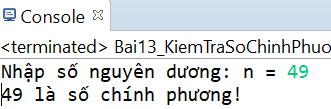 Console
<terminated> Bai13_KiemTraSoChinhPhuo
Nhập số nguyên dương: n = 49
49 là số chính phương!